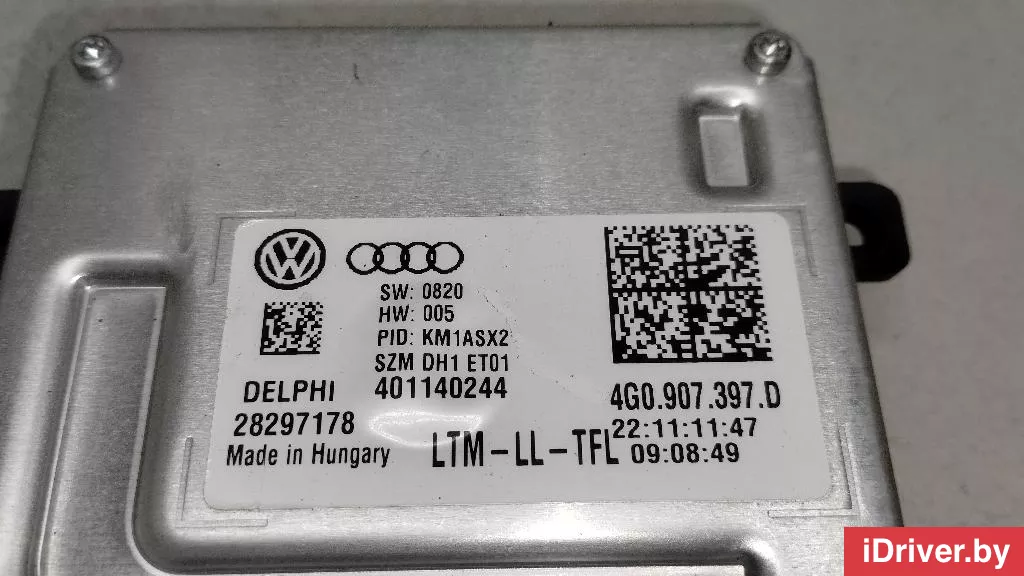 SW: 0820
HW: 005
PID: KM1ASX2
SZM DH1 ET01
DELPHI 401140244 4G0.907.397.D
28297178 22:11:11:47
Made in Hungary LTM-LL-TFL 09:08:49
iDriver.by